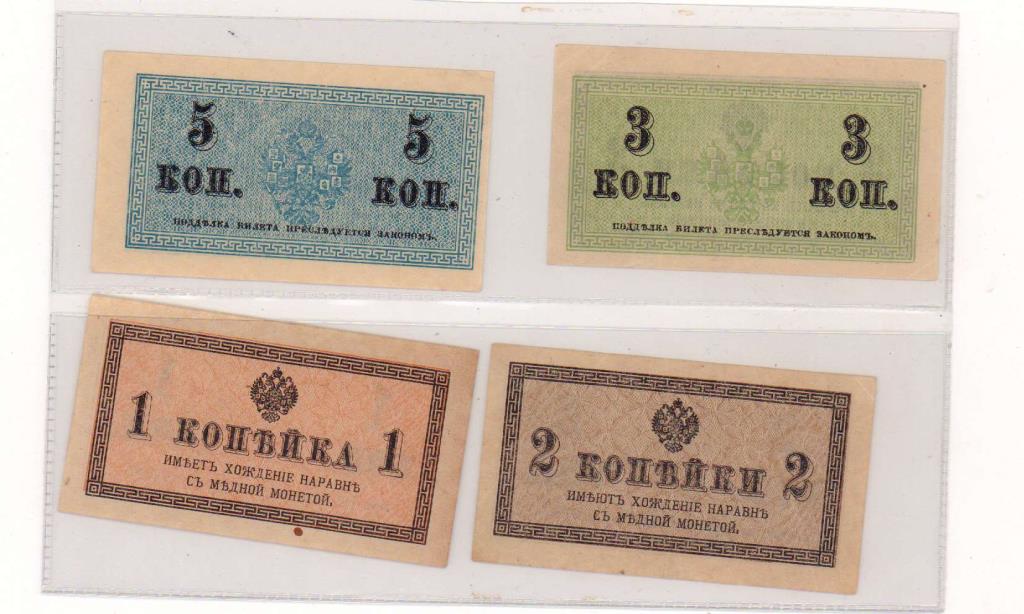 5 5
КОП. КОП.
ПОДДѢЛКА БИЛЕТА ПРЕСЛѢДУЕТСЯ ЗАКОНОМЪ.
3 3
КОП. КОП.
ПОДДѢЛКА БИЛЕТА ПРЕСЛѢДУЕТСЯ ЗАКОНОМЪ.
1 КОПѢЙКА 1
ИМѢЕТЪ ХОЖДЕНІЕ НАРАВНѢ
СЪ МѢДНОЙ МОНЕТОЙ.
2 КОПѢЙКИ 2
ИМѢЮТЪ ХОЖДЕНІЕ НАРАВНѢ
СЪ МѢДНОЙ МОНЕТОЙ.